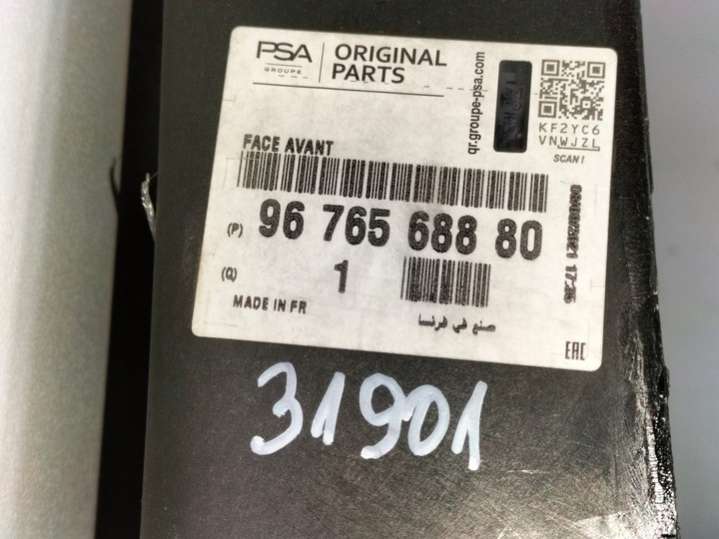 PSA
GROUPE
ORIGINAL
PARTS
qr.groupe-psa.com
KF2YC6
VNWJZL
SCAN !
FACE AVANT
(P) 96 765 688 80
(Q) 1
MADE IN FR
صنع في فرنسا
EAC
31901